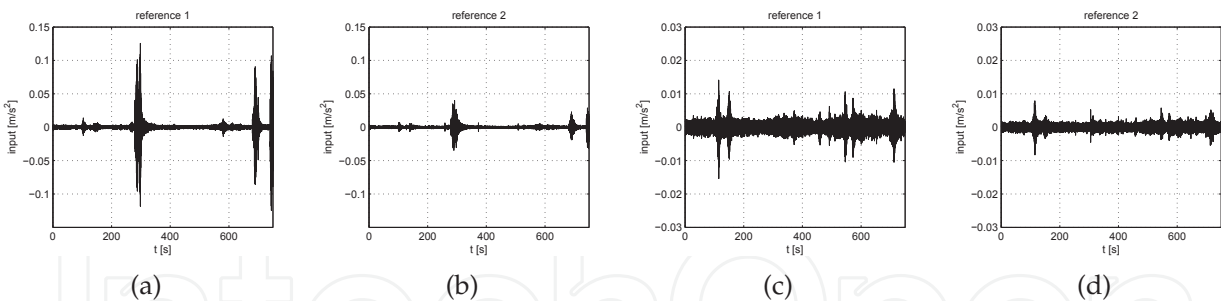 reference 1
0.15
0.1
0.05
0
−0.05
−0.1
input [m/s²]
0 200 400 600
t [s]
(a)
reference 2
0.15
0.1
0.05
0
−0.05
−0.1
input [m/s²]
0 200 400 600
t [s]
(b)
reference 1
0.03
0.02
0.01
0
−0.01
−0.02
−0.03
input [m/s²]
0 200 400 600
t [s]
(c)
reference 2
0.03
0.02
0.01
0
−0.01
−0.02
−0.03
input [m/s²]
0 200 400 600
t [s]
(d)
IntechOpen